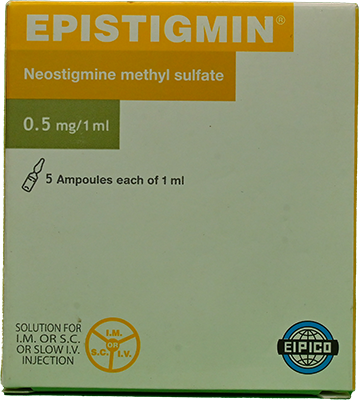 EPISTIGMIN®
Neostigmine methyl sulfate
0.5 mg/1 ml
5 Ampoules each of 1 ml
SOLUTION FOR
I.M. OR S.C.
OR SLOW I.V.
INJECTION
I.M.
OR
S.C. I.V.
EIPICO